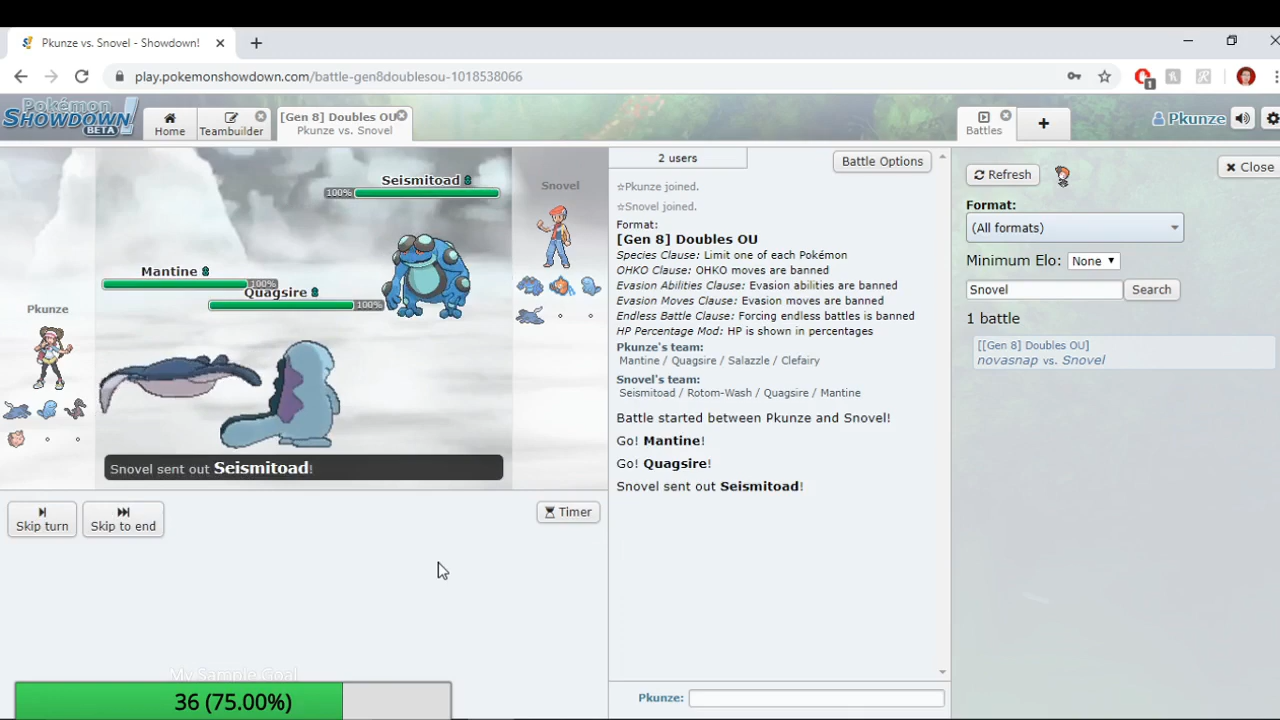 Pkunze vs. Snovel - Showdown!
play.pokemonshowdown.com/battle-gen8doublesou-1018538066
1
Pokémon
SHOWDOWN!
BETA
Home
Teambuilder
[Gen 8] Doubles OU
Pkunze vs. Snovel
Battles
Pkunze
Seismitoad
100%
Mantine
100%
Quagsire
100%
Pkunze
Snovel
Snovel sent out Seismitoad!
Skip turn
Skip to end
Timer
My Sample Goal
36 (75.00%)
2 users
Battle Options
☆Pkunze joined.
☆Snovel joined.
Format:
[Gen 8] Doubles OU
Species Clause: Limit one of each Pokémon
OHKO Clause: OHKO moves are banned
Evasion Abilities Clause: Evasion abilities are banned
Evasion Moves Clause: Evasion moves are banned
Endless Battle Clause: Forcing endless battles is banned
HP Percentage Mod: HP is shown in percentages
Pkunze's team:
Mantine / Quagsire / Salazzle / Clefairy
Snovel's team:
Seismitoad / Rotom-Wash / Quagsire / Mantine
Battle started between Pkunze and Snovel!
Go! Mantine!
Go! Quagsire!
Snovel sent out Seismitoad!
Pkunze:
Refresh
Close
Format:
(All formats)
Minimum Elo: None
Snovel
Search
1 battle
[[Gen 8] Doubles OU]
novasnap vs. Snovel